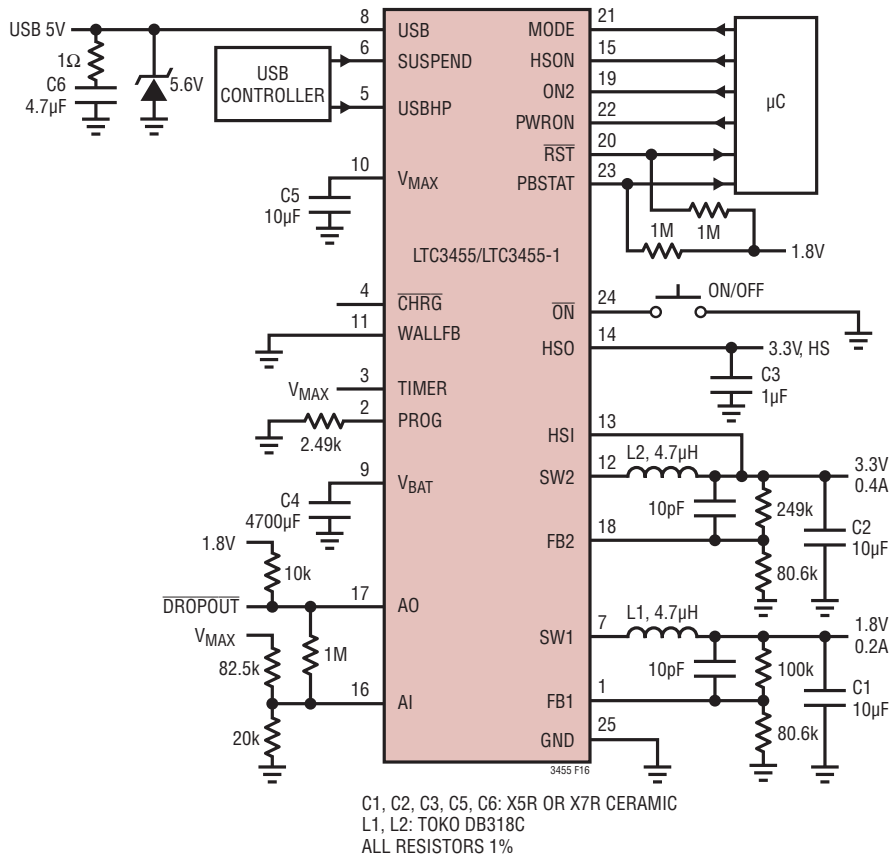 USB 5V
1Ω
C6
4.7µF
5.6V
USB
CONTROLLER
8
USB
6
SUSPEND
5
USBHP
10
VMAX
C5
10µF
LTC3455/LTC3455-1
4
CHRG
11
WALLFB
VMAX
3
TIMER
2
PROG
2.49k
9
VBAT
C4
4700µF
1.8V
10k
DROPOUT
17
AO
VMAX
82.5k
1M
16
AI
20k
MODE
21
HSON
15
ON2
19
PWRON
22
RST
20
PBSTAT
23
µC
1M
1M
1.8V
ON
24
ON/OFF
HSO
14
3.3V, HS
C3
1µF
HSI
13
SW2
12
L2, 4.7µH
3.3V
0.4A
10pF
249k
C2
10µF
FB2
18
80.6k
SW1
7
L1, 4.7µH
1.8V
0.2A
10pF
100k
C1
10µF
FB1
1
80.6k
GND
25
3455 F16
C1, C2, C3, C5, C6: X5R OR X7R CERAMIC
L1, L2: TOKO DB318C
ALL RESISTORS 1%